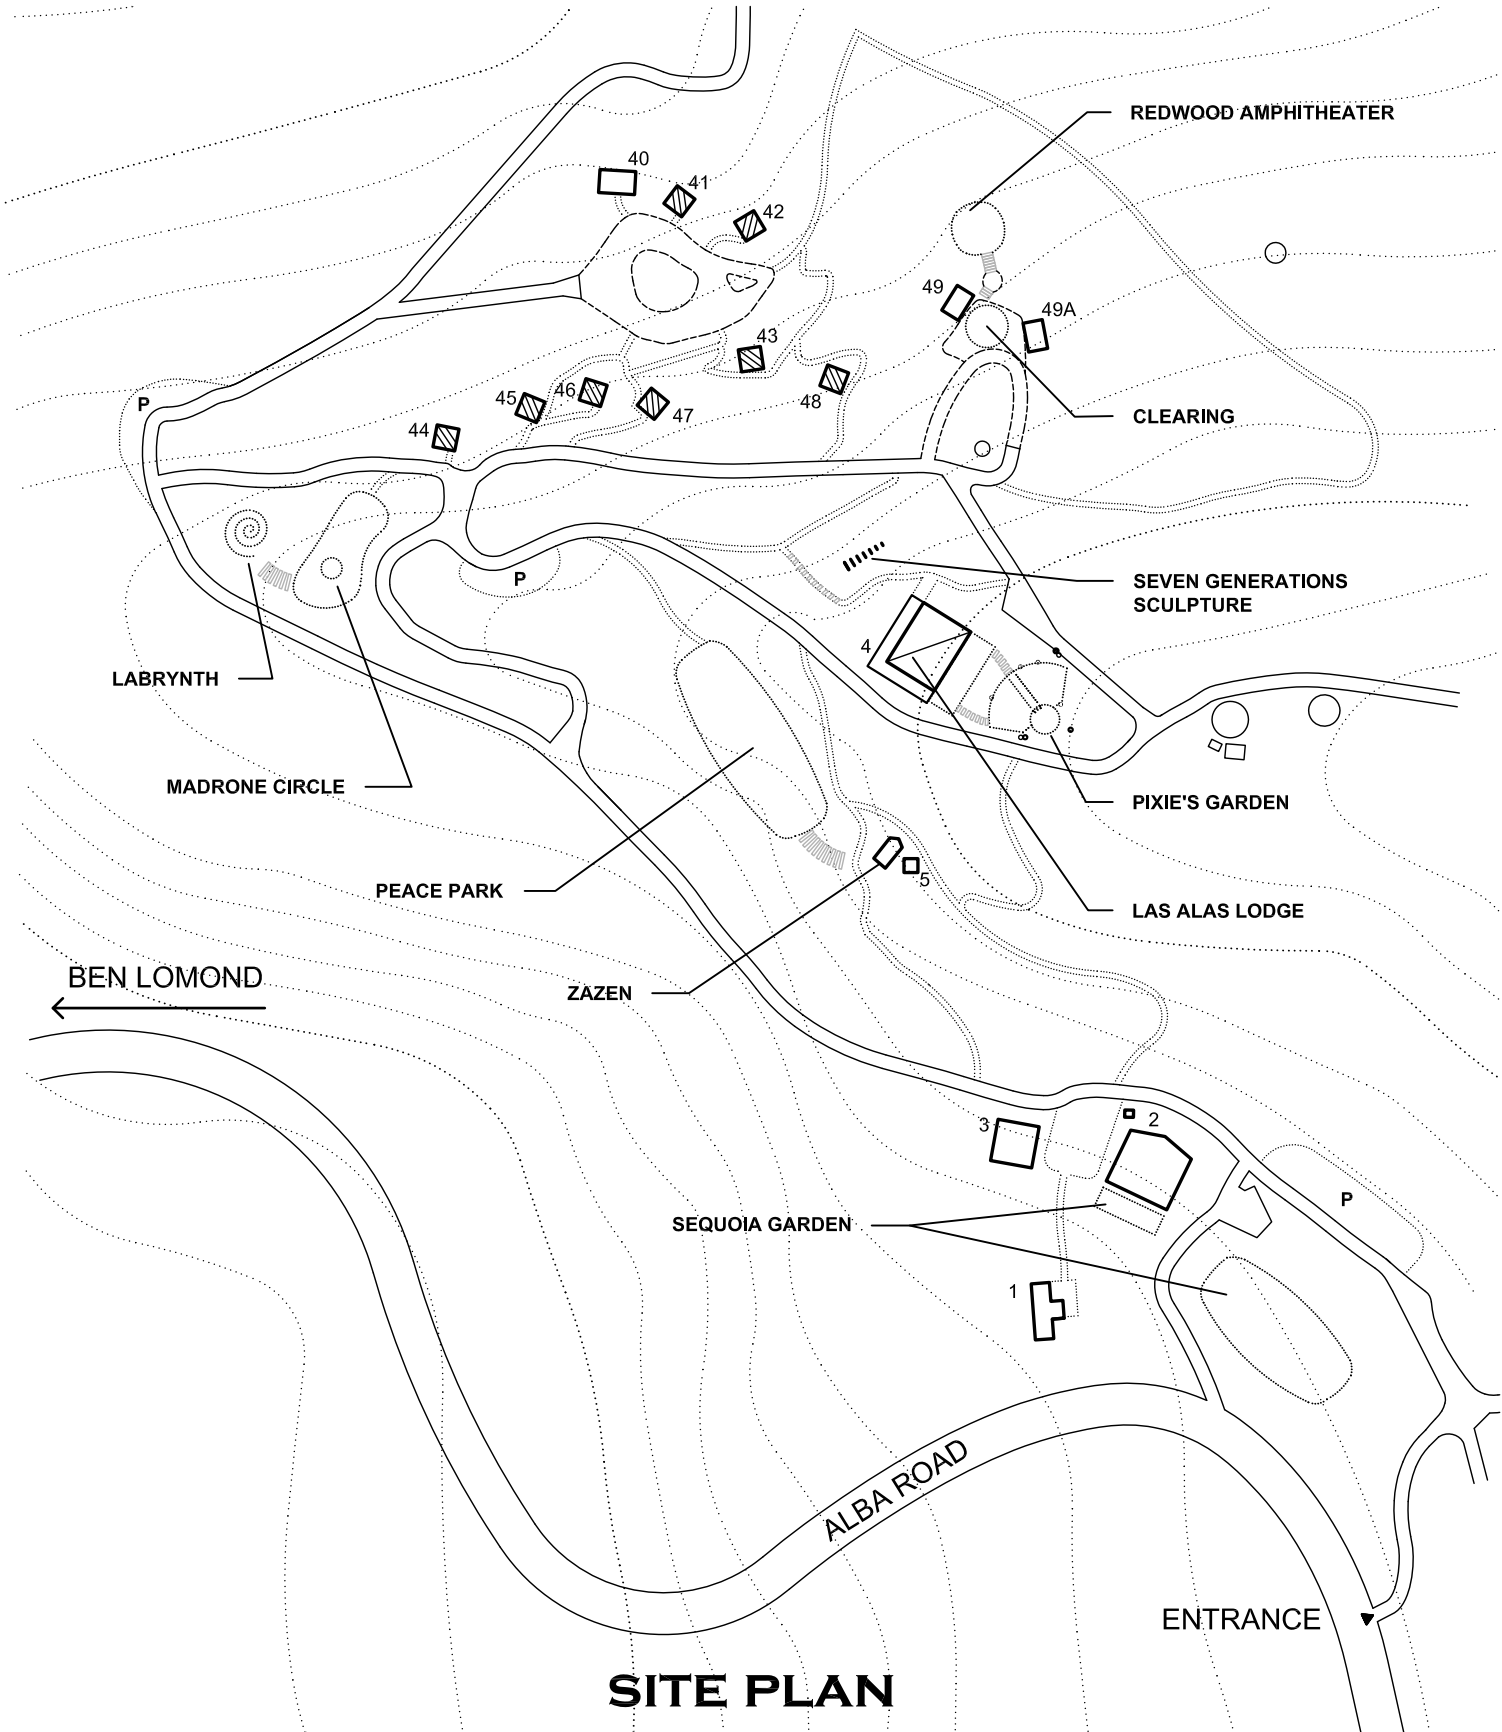 REDWOOD AMPHITHEATER
40
41
42
49
49A
43
P
45
46
48
47
CLEARING
44
P
SEVEN GENERATIONS
SCULPTURE
4
LABRYNTH
MADRONE CIRCLE
PIXIE'S GARDEN
PEACE PARK
5
LAS ALAS LODGE
BEN LOMOND
ZAZEN
3
2
P
SEQUOIA GARDEN
1
ALBA ROAD
ENTRANCE
SITE PLAN